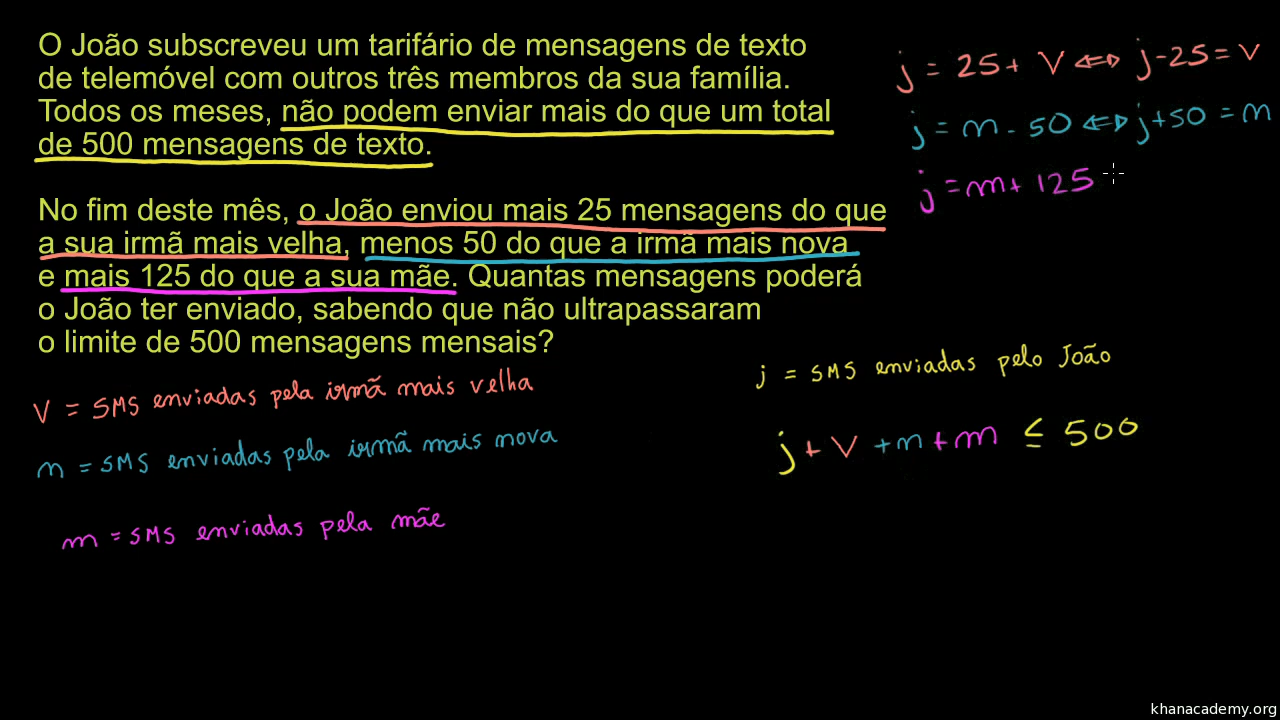 O João subscreveu um tarifário de mensagens de texto
de telemóvel com outros três membros da sua família.
Todos os meses, não podem enviar mais do que um total
de 500 mensagens de texto.
No fim deste mês, o João enviou mais 25 mensagens do que
a sua irmã mais velha, menos 50 do que a irmã mais nova
e mais 125 do que a sua mãe. Quantas mensagens poderá
o João ter enviado, sabendo que não ultrapassaram
o limite de 500 mensagens mensais?
j = 25 + V ⇔ j - 25 = V
j = n - 50 ⇔ j + 50 = n
j = m + 125
V = SMS enviadas pela irmã mais velha
n = SMS enviadas pela irmã mais nova
m = SMS enviadas pela mãe
j = SMS enviadas pelo João
j + V + n + m ≤ 500
khanacademy.org